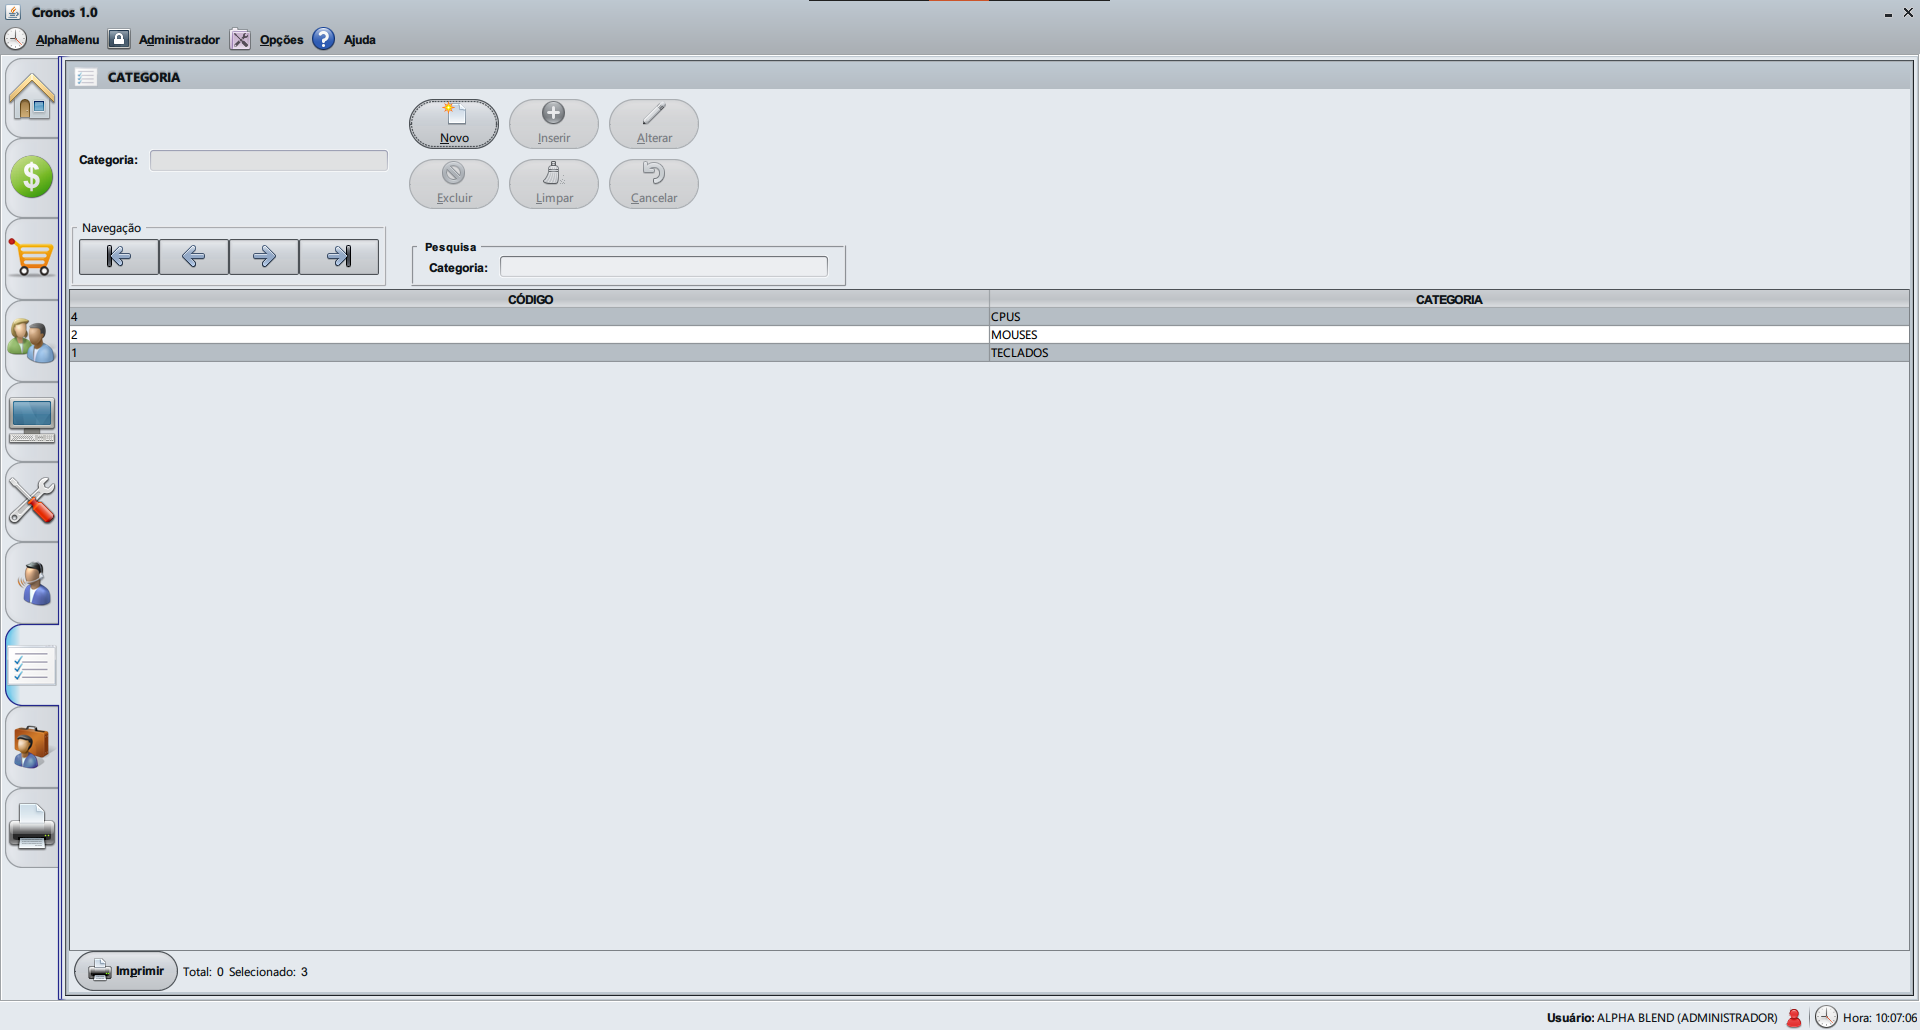 Cronos 1.0
AlphaMenu Administrador Opções Ajuda
CATEGORIA
Novo Inserir Alterar
Categoria:
Excluir Limpar Cancelar
Navegação
Pesquisa
Categoria:
CÓDIGO CATEGORIA
4 CPUS
2 MOUSES
1 TECLADOS
Imprimir Total: 0 Selecionado: 3
Usuário: ALPHA BLEND (ADMINISTRADOR) Hora: 10:07:06